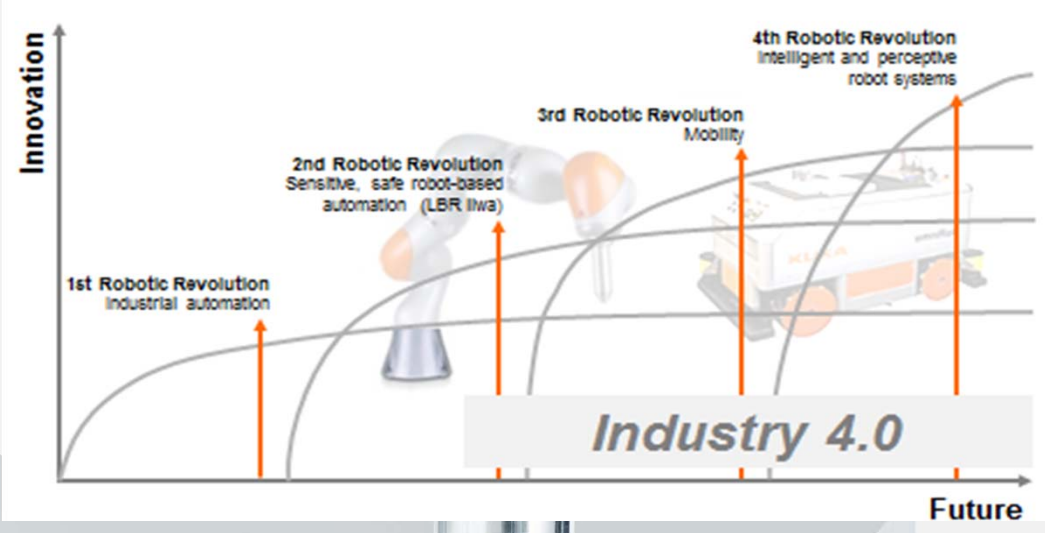 Innovation
4th Robotic Revolution
Intelligent and perceptive
robot systems
3rd Robotic Revolution
Mobility
2nd Robotic Revolution
Sensitive, safe robot-based
automation (LBR iiwa)
1st Robotic Revolution
Industrial automation
KUKA
Industry 4.0
Future